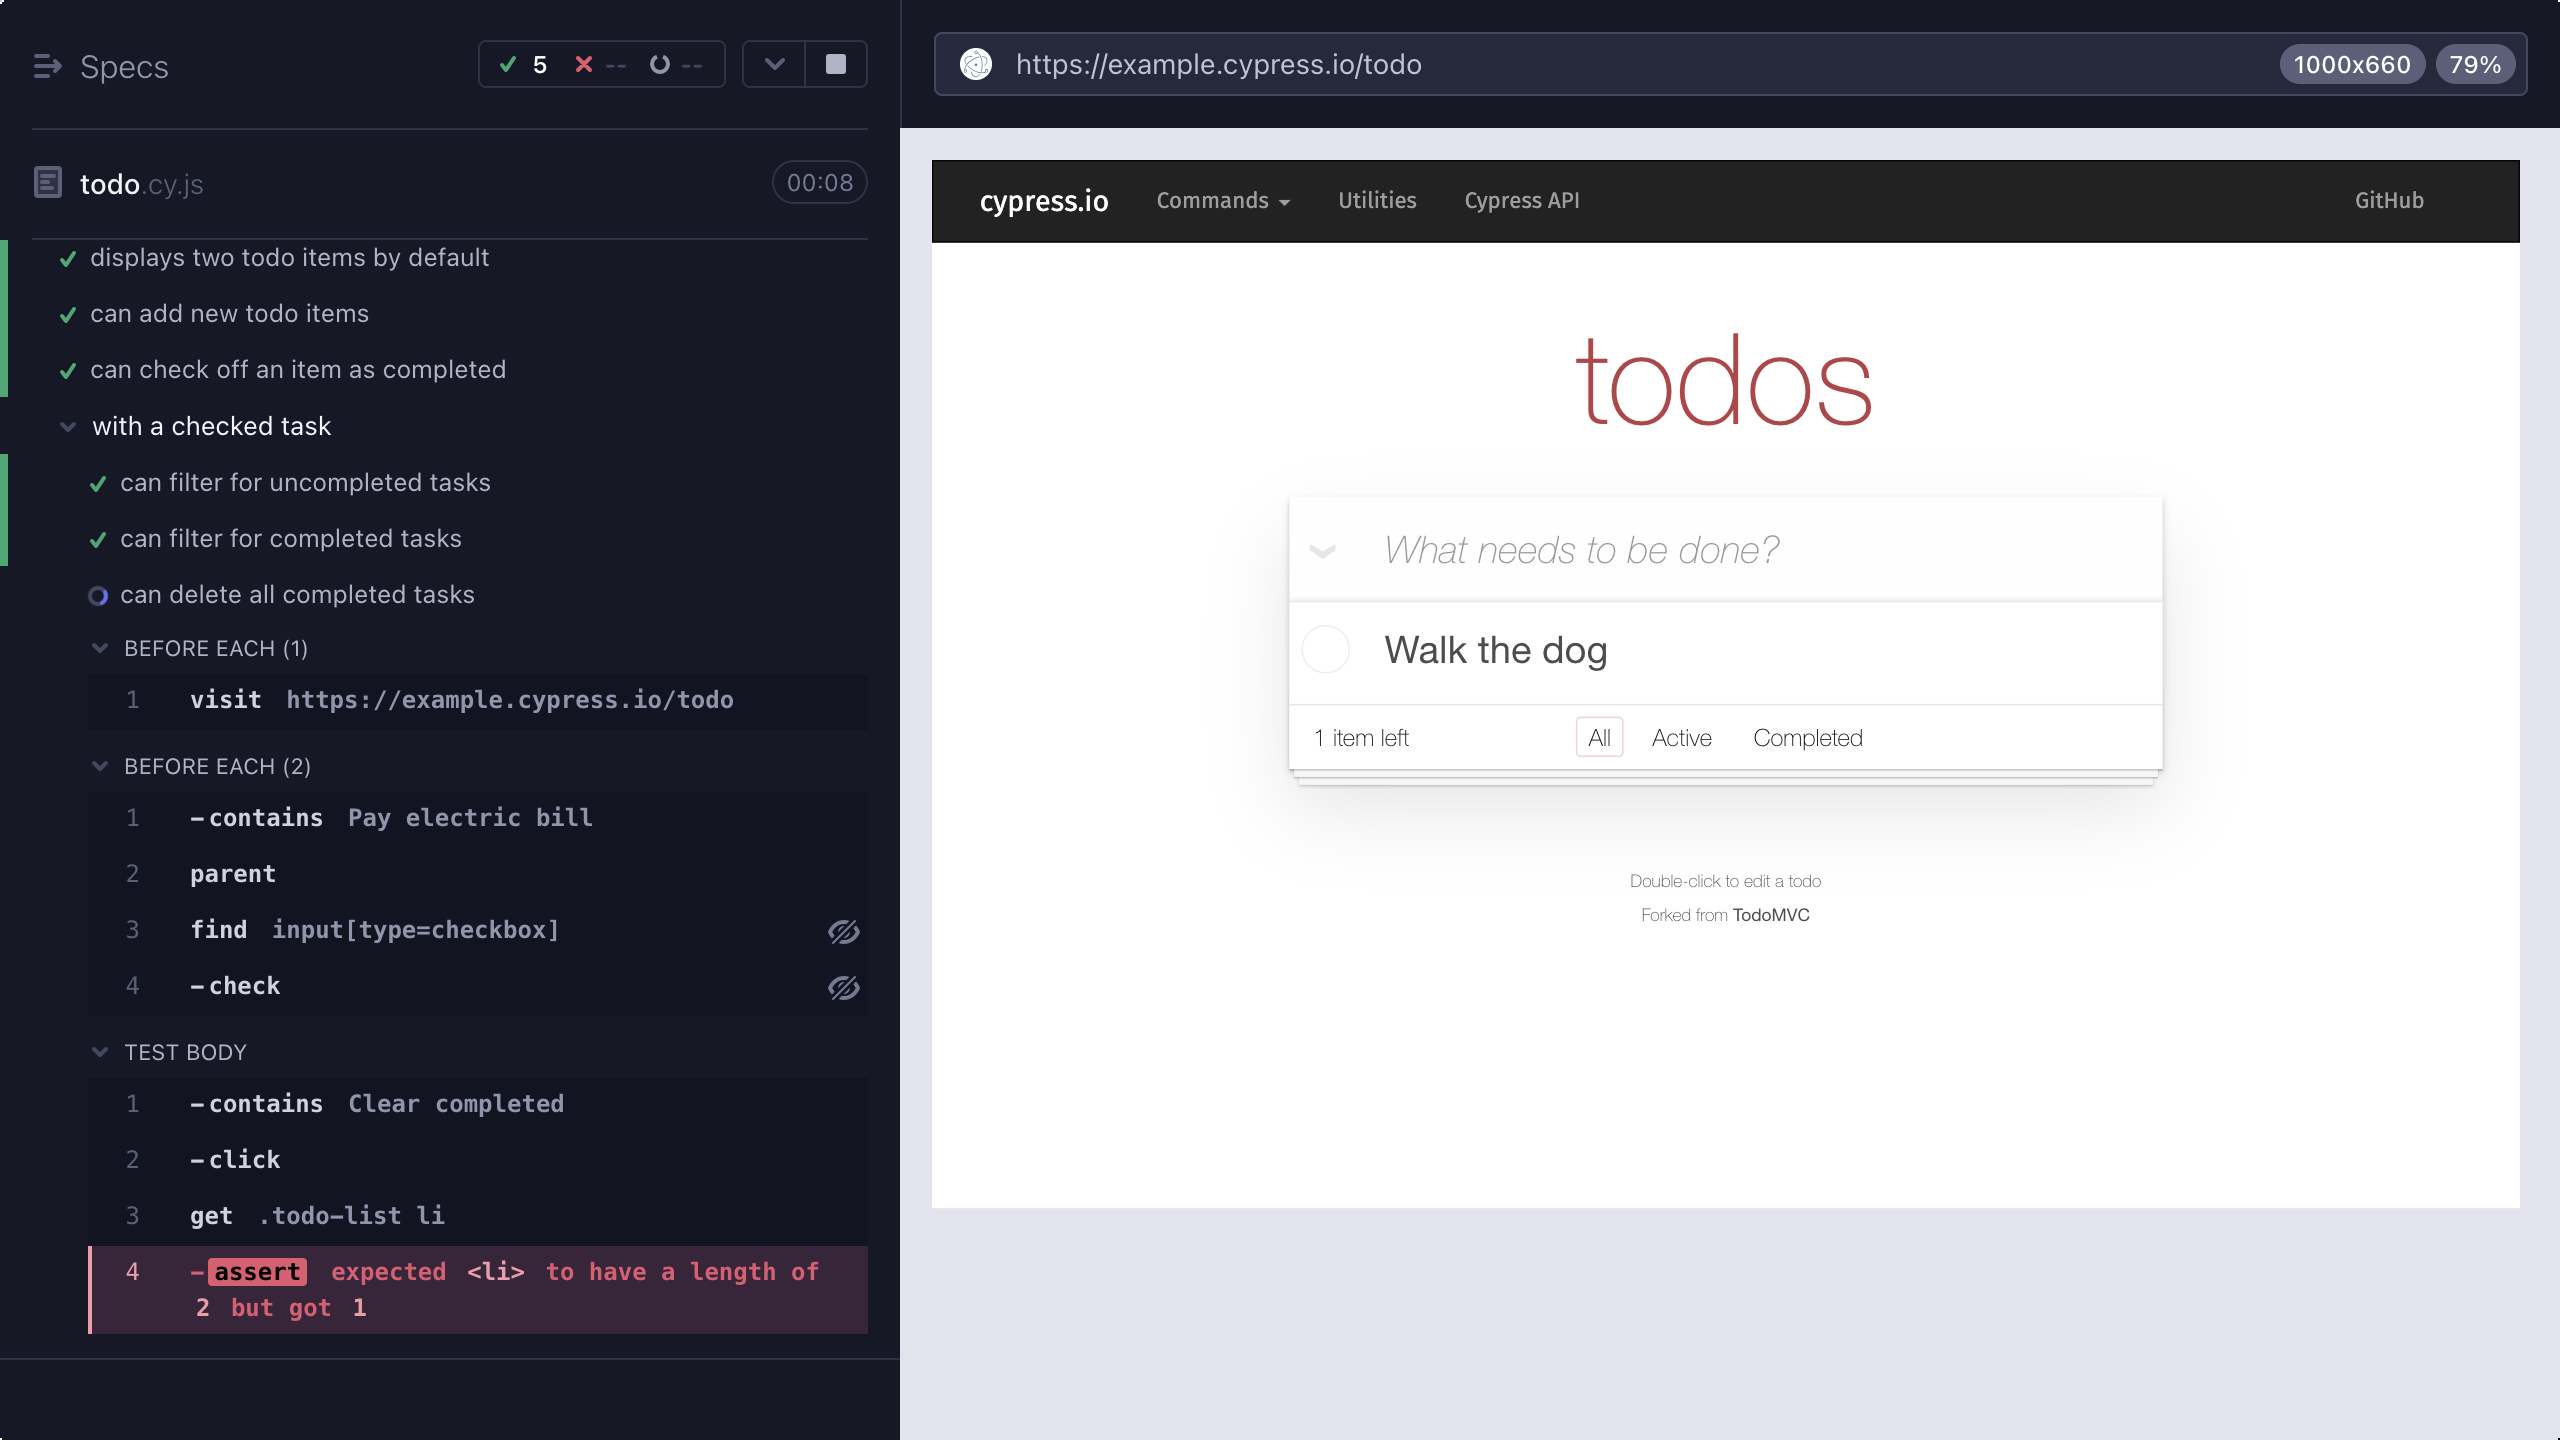 Specs
5 -- --
todo.cy.js
00:08
displays two todo items by default
can add new todo items
can check off an item as completed
with a checked task
can filter for uncompleted tasks
can filter for completed tasks
can delete all completed tasks
BEFORE EACH (1)
1 visit https://example.cypress.io/todo
BEFORE EACH (2)
1 -contains Pay electric bill
2 parent
3 find input[type=checkbox]
4 -check
TEST BODY
1 -contains Clear completed
2 -click
3 get .todo-list li
4 -assert expected <li> to have a length of
2 but got 1
https://example.cypress.io/todo
1000x660 79%
cypress.io Commands Utilities Cypress API GitHub
todos
What needs to be done?
Walk the dog
1 item left All Active Completed
Double-click to edit a todo
Forked from TodoMVC